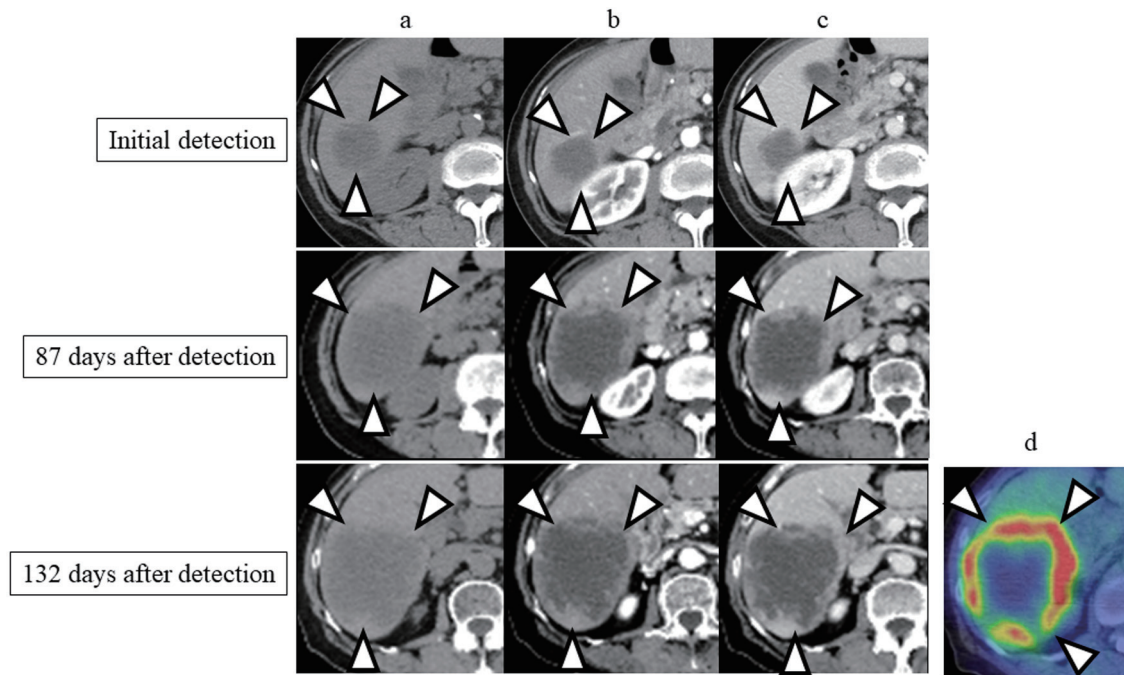 a
b
c
Initial detection
87 days after detection
d
132 days after detection